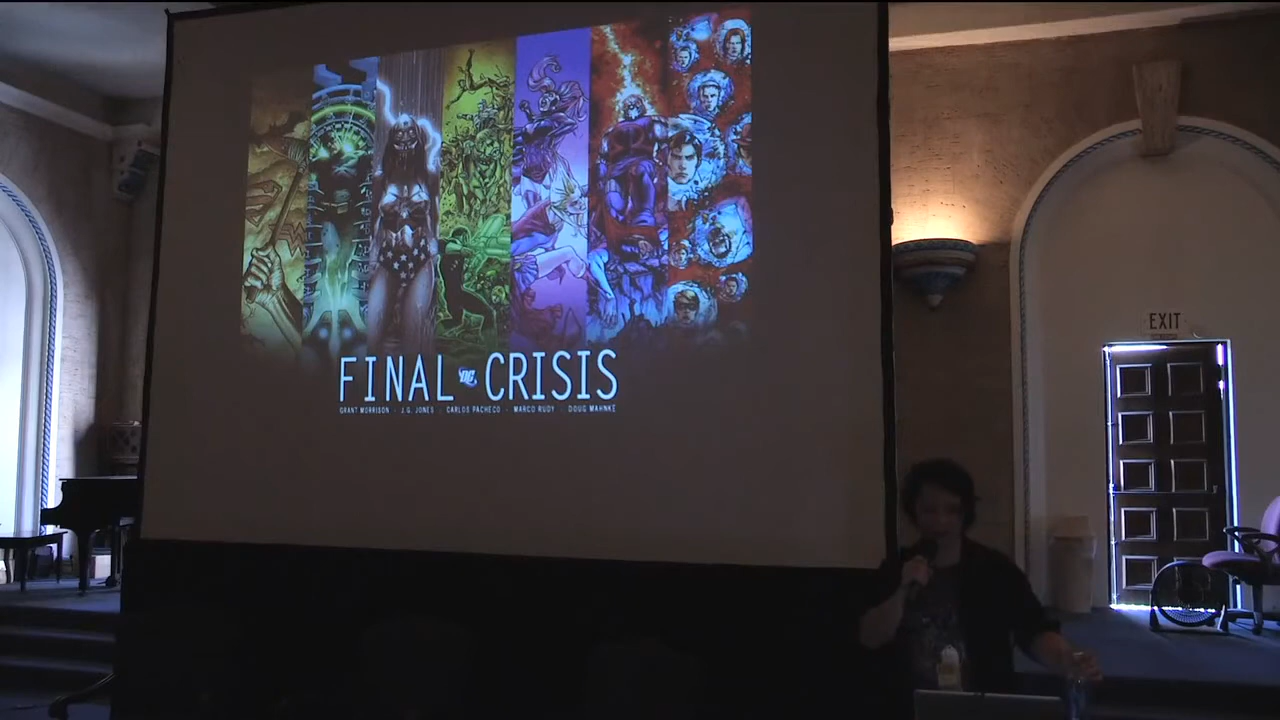 FINAL DC CRISIS
GRANT MORRISON - J.G. JONES - CARLOS PACHECO - MARCO RUDY - DOUG MAHNKE
EXIT